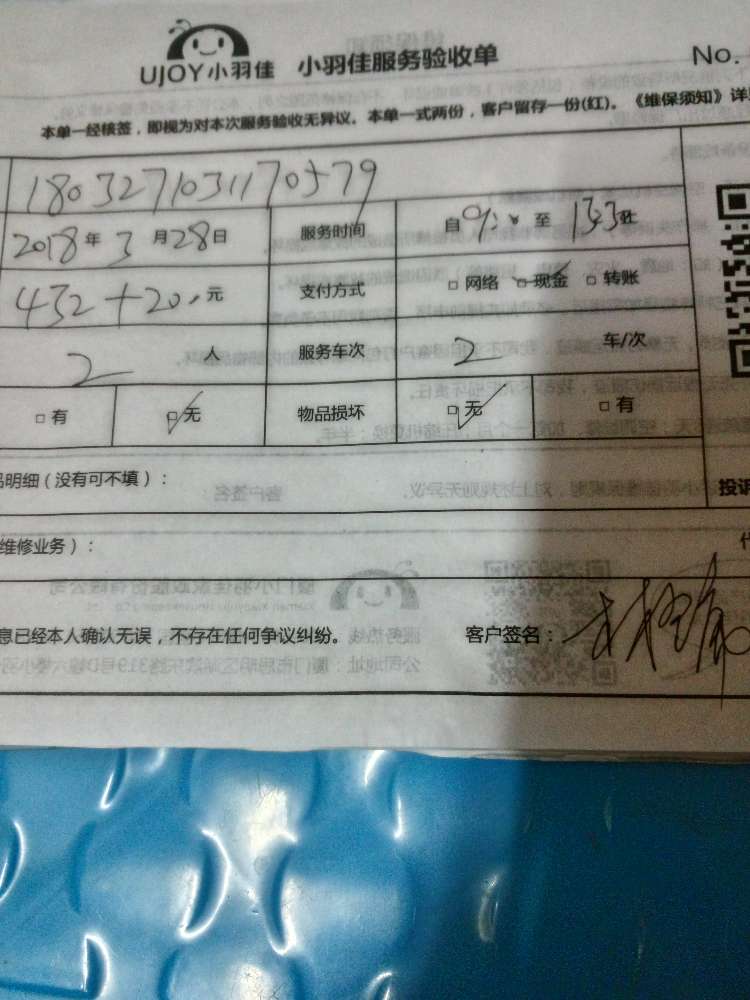 UJOY小羽佳 小羽佳服务验收单 No.
本单一经核签，即视为对本次服务验收无异议。本单一式两份，客户留存一份(红)。《维保须知》详
1803271031170579
2018年3月28日 服务时间 自 至
432+20.元 支付方式 □网络 □现金 □转账
2人 服务车次 2 车/次
□有 □无 物品损坏 □无 □有
品明细（没有可不填）： 投诉
维修业务）：
息已经本人确认无误，不存在任何争议纠纷。 客户签名：